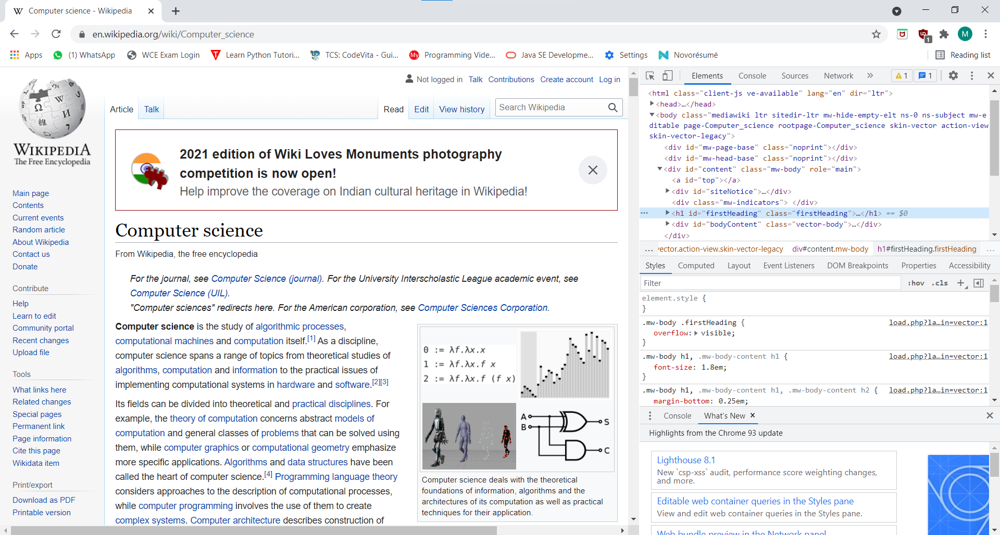 Computer science - Wikipedia
en.wikipedia.org/wiki/Computer_science
1
M
Apps
(1) WhatsApp
WCE Exam Login
Learn Python Tutori...
TCS: CodeVita - Gui...
Programming Vide...
Java SE Developme...
Settings
Novorésumé
Reading list
WIKIPEDIA
The Free Encyclopedia
Main page
Contents
Current events
Random article
About Wikipedia
Contact us
Donate
Contribute
Help
Learn to edit
Community portal
Recent changes
Upload file
Tools
What links here
Related changes
Special pages
Permanent link
Page information
Cite this page
Wikidata item
Print/export
Download as PDF
Printable version
Not logged in Talk Contributions Create account Log in
Article Talk Read Edit View history Search Wikipedia
2021 edition of Wiki Loves Monuments photography
competition is now open!
Help improve the coverage on Indian cultural heritage in Wikipedia!
Computer science
From Wikipedia, the free encyclopedia
For the journal, see Computer Science (journal). For the University Interscholastic League academic event, see
Computer Science (UIL).
"Computer sciences" redirects here. For the American corporation, see Computer Sciences Corporation.
Computer science is the study of algorithmic processes,
computational machines and computation itself.[1] As a discipline,
computer science spans a range of topics from theoretical studies of
algorithms, computation and information to the practical issues of
implementing computational systems in hardware and software.[2][3]
Its fields can be divided into theoretical and practical disciplines. For
example, the theory of computation concerns abstract models of
computation and general classes of problems that can be solved using
them, while computer graphics or computational geometry emphasize
more specific applications. Algorithms and data structures have been
called the heart of computer science.[4] Programming language theory
considers approaches to the description of computational processes,
while computer programming involves the use of them to create
complex systems. Computer architecture describes construction of
0 := λf.λx.x
1 := λf.λx.f x
2 := λf.λx.f (f x)
A
B
S
C
Computer science deals with the theoretical
foundations of information, algorithms and the
architectures of its computation as well as practical
techniques for their application.
Elements Console Sources Network » 1 1
<html class="client-js ve-available" lang="en" dir="ltr">
<head>…</head>
<body class="mediawiki ltr sitedir-ltr mw-hide-empty-elt ns-0 ns-subject mw-e
ditable page-Computer_science rootpage-Computer_science skin-vector action-view
skin-vector-legacy">
<div id="mw-page-base" class="noprint"></div>
<div id="mw-head-base" class="noprint"></div>
<div id="content" class="mw-body" role="main">
<a id="top"></a>
<div id="siteNotice">…</div>
<div class="mw-indicators"> </div>
<h1 id="firstHeading" class="firstHeading">…</h1> == $0
<div id="bodyContent" class="vector-body">…</div>
</div>
... vector.action-view.skin-vector-legacy div#content.mw-body h1#firstHeading.firstHeading ...
Styles Computed Layout Event Listeners DOM Breakpoints Properties Accessibility
Filter :hov .cls +
element.style {
}
.mw-body .firstHeading { load.php?la…in=vector:1
overflow: visible;
}
.mw-body h1, .mw-body-content h1 { load.php?la…in=vector:1
font-size: 1.8em;
}
.mw-body h1, .mw-body-content h1, .mw-body-content h2 { load.php?la…in=vector:1
margin-bottom: 0.25em;
Console What's New
Highlights from the Chrome 93 update
Lighthouse 8.1
New `csp-xss` audit, performance score weighting changes,
and more.
Editable web container queries in the Styles pane
View and edit web container queries in the Styles pane.
Web bundle preview in the Network panel